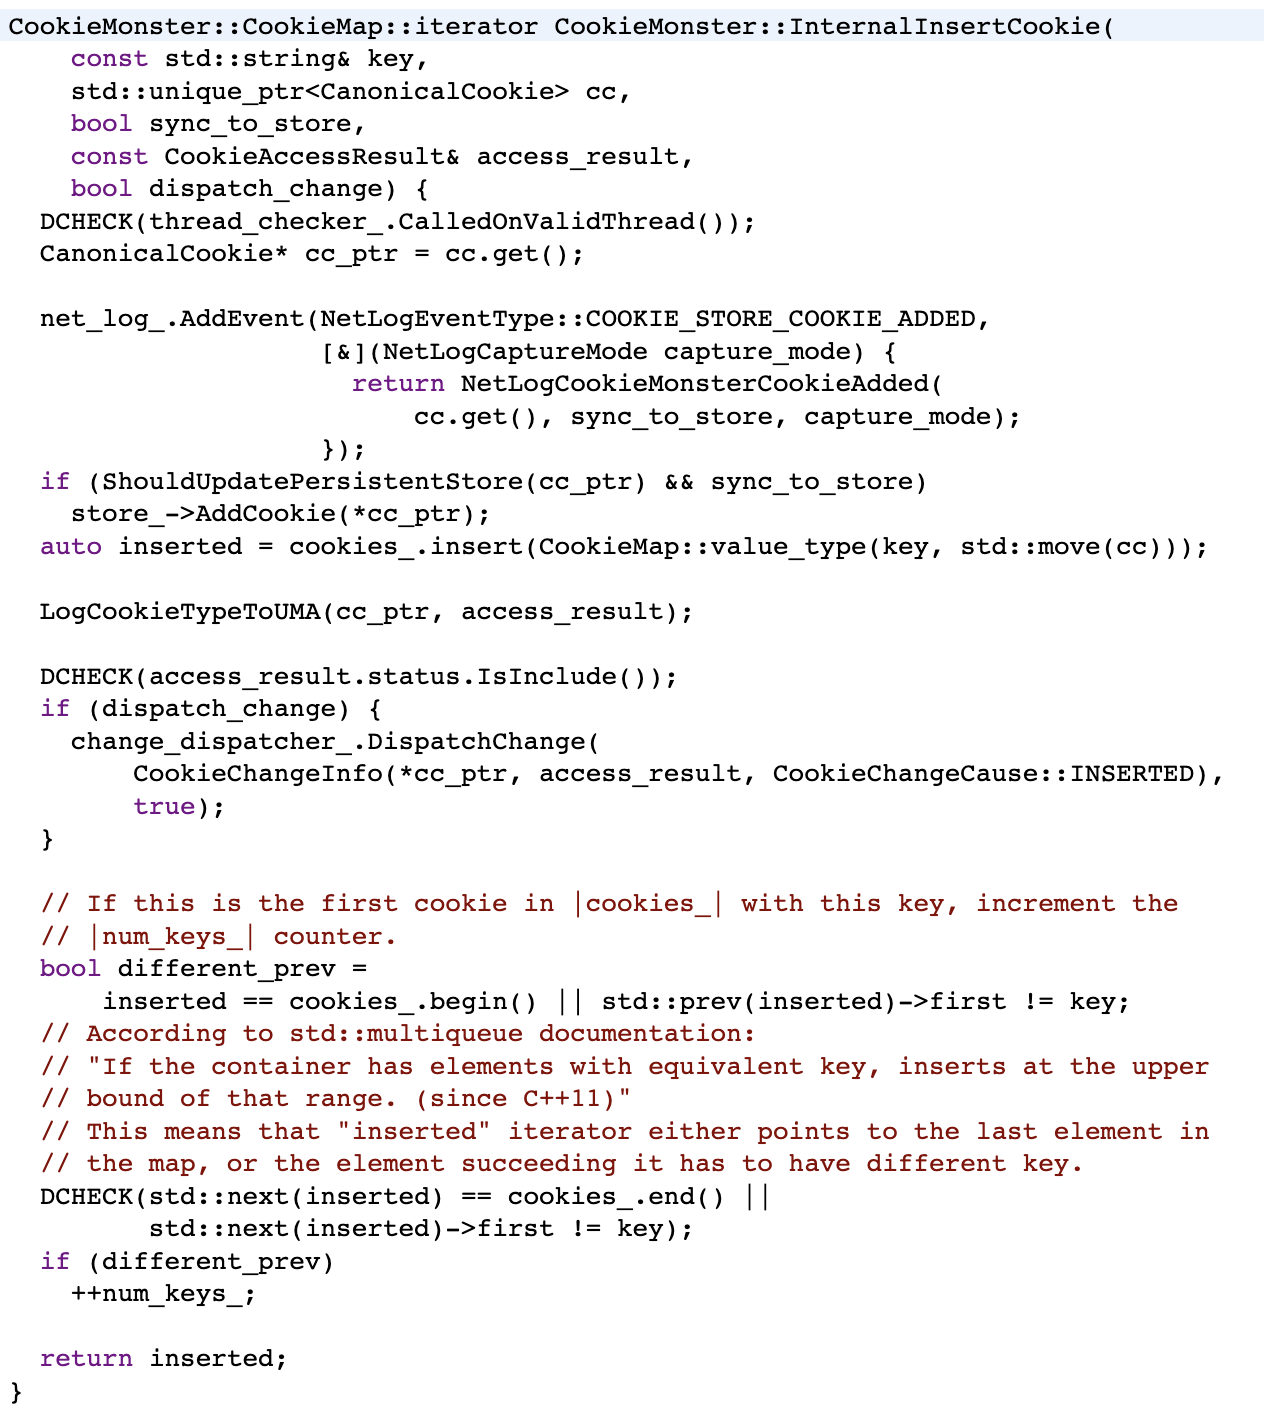 CookieMonster::CookieMap::iterator CookieMonster::InternalInsertCookie(
    const std::string& key,
    std::unique_ptr<CanonicalCookie> cc,
    bool sync_to_store,
    const CookieAccessResult& access_result,
    bool dispatch_change) {
  DCHECK(thread_checker_.CalledOnValidThread());
  CanonicalCookie* cc_ptr = cc.get();

  net_log_.AddEvent(NetLogEventType::COOKIE_STORE_COOKIE_ADDED,
                    [&](NetLogCaptureMode capture_mode) {
                      return NetLogCookieMonsterCookieAdded(
                          cc.get(), sync_to_store, capture_mode);
                    });
  if (ShouldUpdatePersistentStore(cc_ptr) && sync_to_store)
    store_->AddCookie(*cc_ptr);
  auto inserted = cookies_.insert(CookieMap::value_type(key, std::move(cc)));

  LogCookieTypeToUMA(cc_ptr, access_result);

  DCHECK(access_result.status.IsInclude());
  if (dispatch_change) {
    change_dispatcher_.DispatchChange(
        CookieChangeInfo(*cc_ptr, access_result, CookieChangeCause::INSERTED),
        true);
  }

  // If this is the first cookie in |cookies_| with this key, increment the
  // |num_keys_| counter.
  bool different_prev =
      inserted == cookies_.begin() || std::prev(inserted)->first != key;
  // According to std::multiqueue documentation:
  // "If the container has elements with equivalent key, inserts at the upper
  // bound of that range. (since C++11)"
  // This means that "inserted" iterator either points to the last element in
  // the map, or the element succeeding it has to have different key.
  DCHECK(std::next(inserted) == cookies_.end() ||
         std::next(inserted)->first != key);
  if (different_prev)
    ++num_keys_;

  return inserted;
}